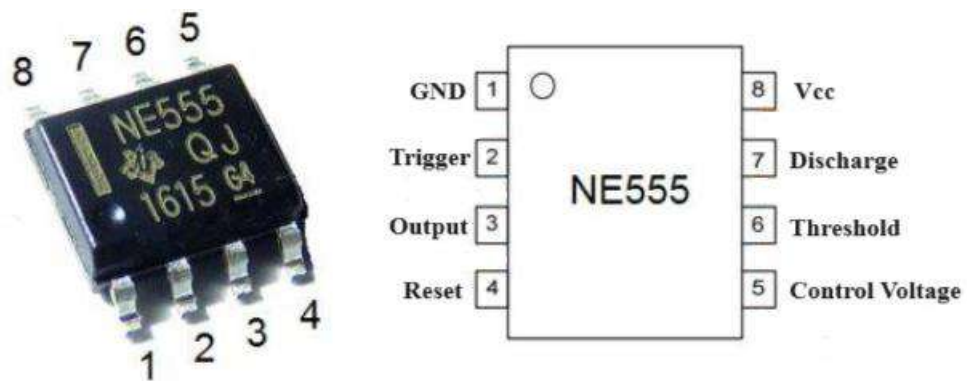 8 7 6 5
NE555
QJ
1615 G4
1 2 3 4
GND 1
Trigger 2
Output 3
Reset 4
NE555
8 Vcc
7 Discharge
6 Threshold
5 Control Voltage